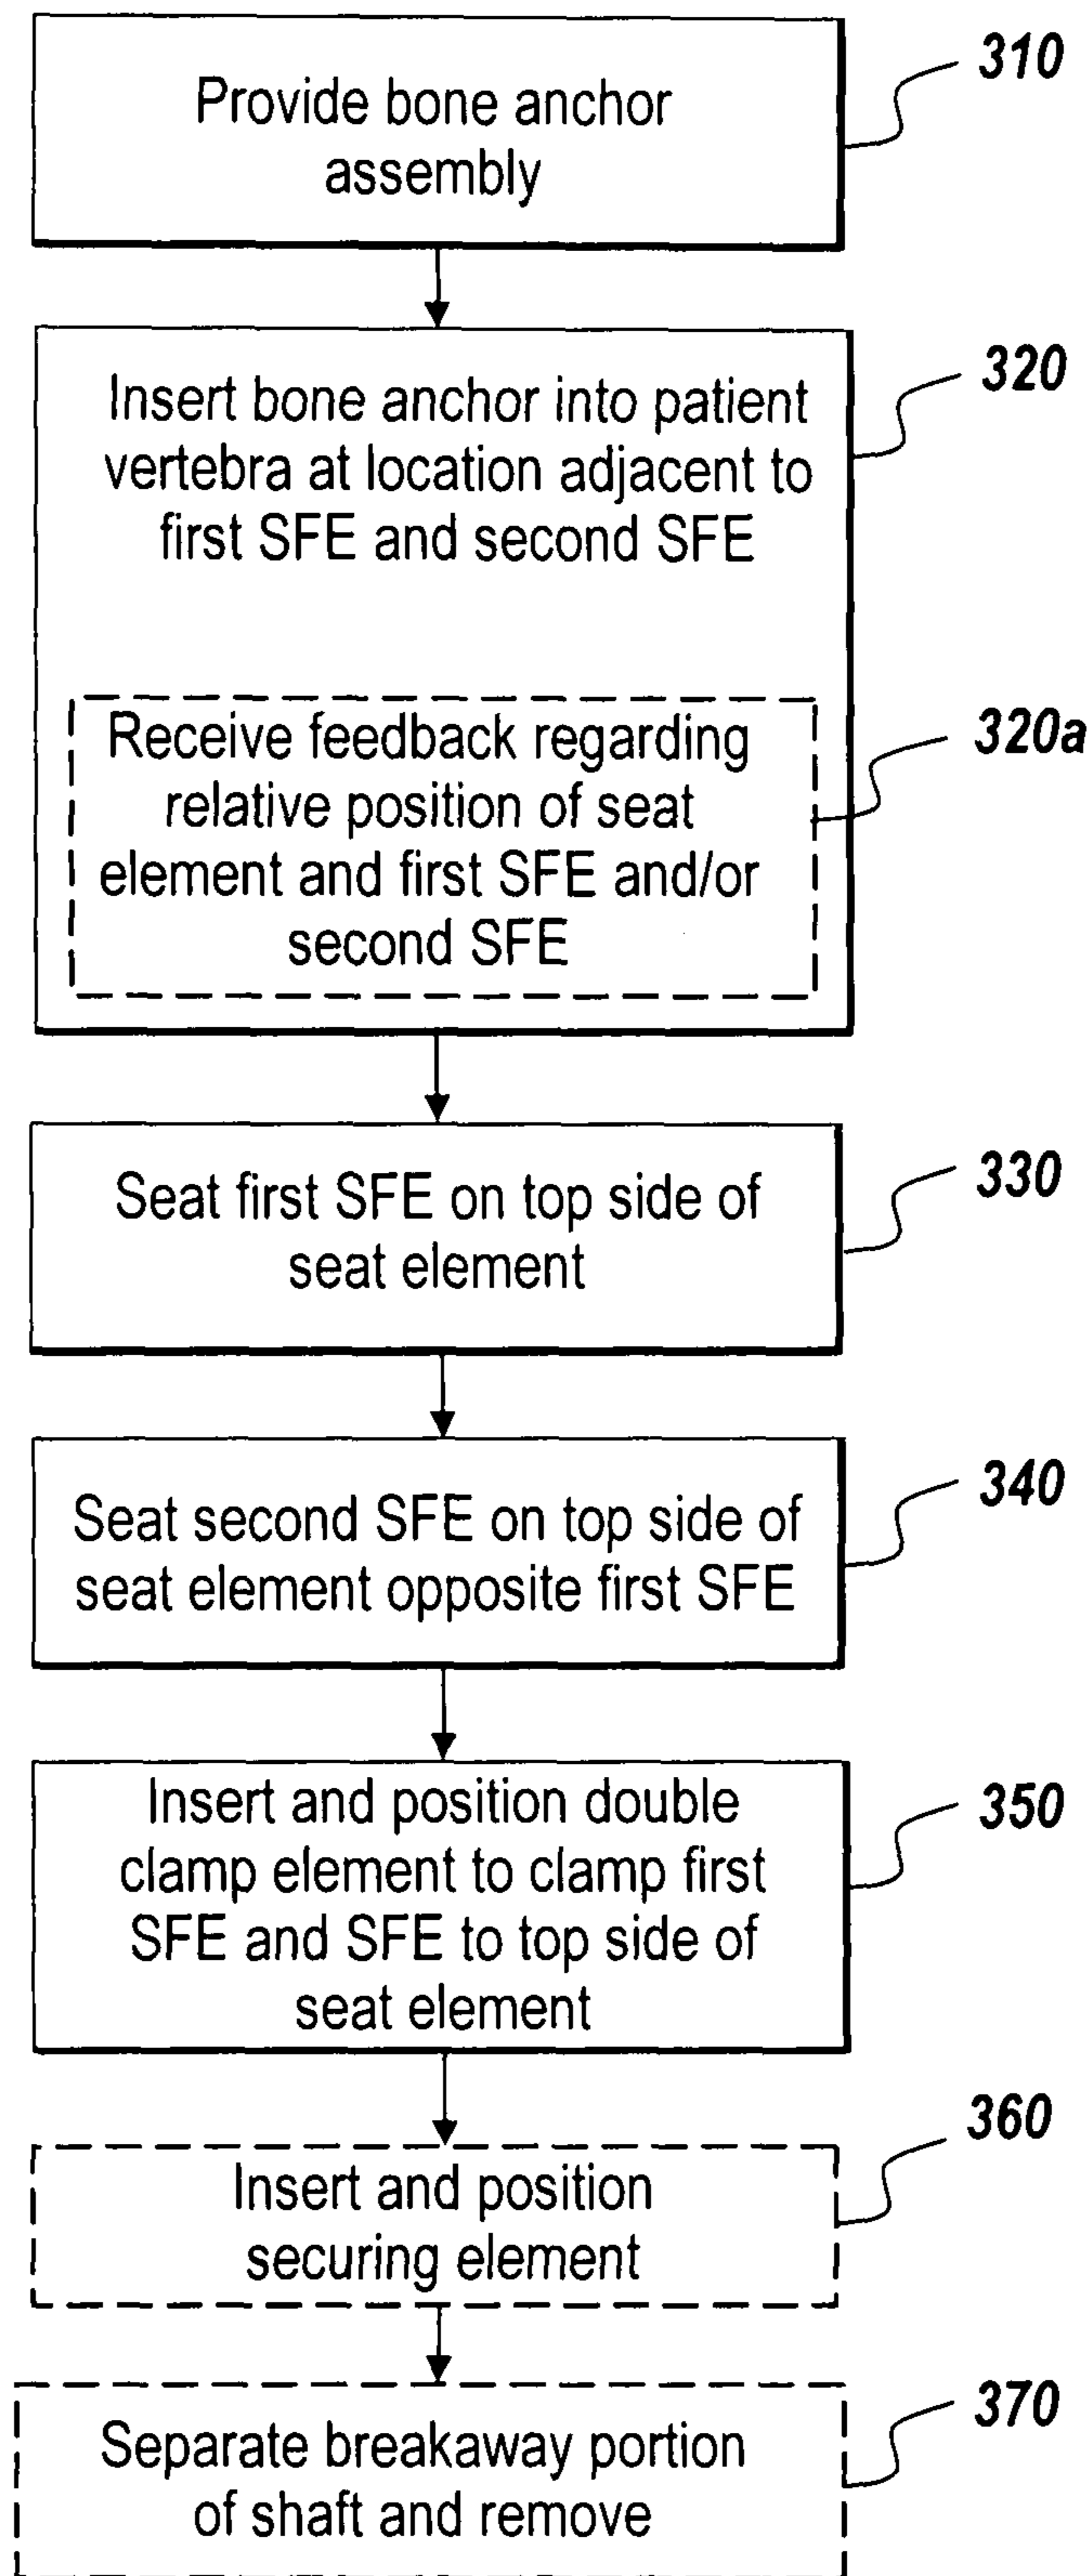 310
Provide bone anchor
assembly
320
Insert bone anchor into patient
vertebra at location adjacent to
first SFE and second SFE
320a
Receive feedback regarding
relative position of seat
element and first SFE and/or
second SFE
330
Seat first SFE on top side of
seat element
340
Seat second SFE on top side of
seat element opposite first SFE
350
Insert and position double
clamp element to clamp first
SFE and SFE to top side of
seat element
360
Insert and position
securing element
370
Separate breakaway portion
of shaft and remove